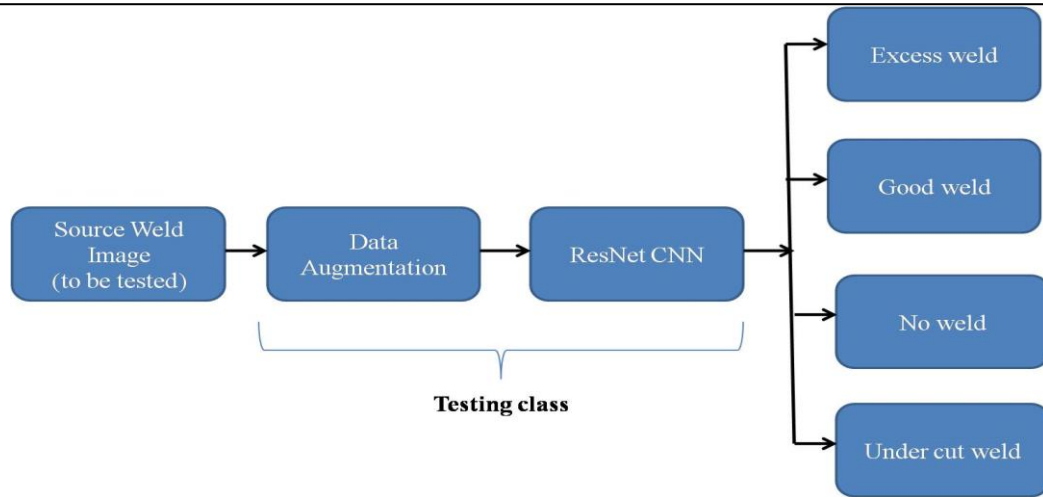 Source Weld
Image
(to be tested)
Data
Augmentation
ResNet CNN
Testing class
Excess weld
Good weld
No weld
Under cut weld